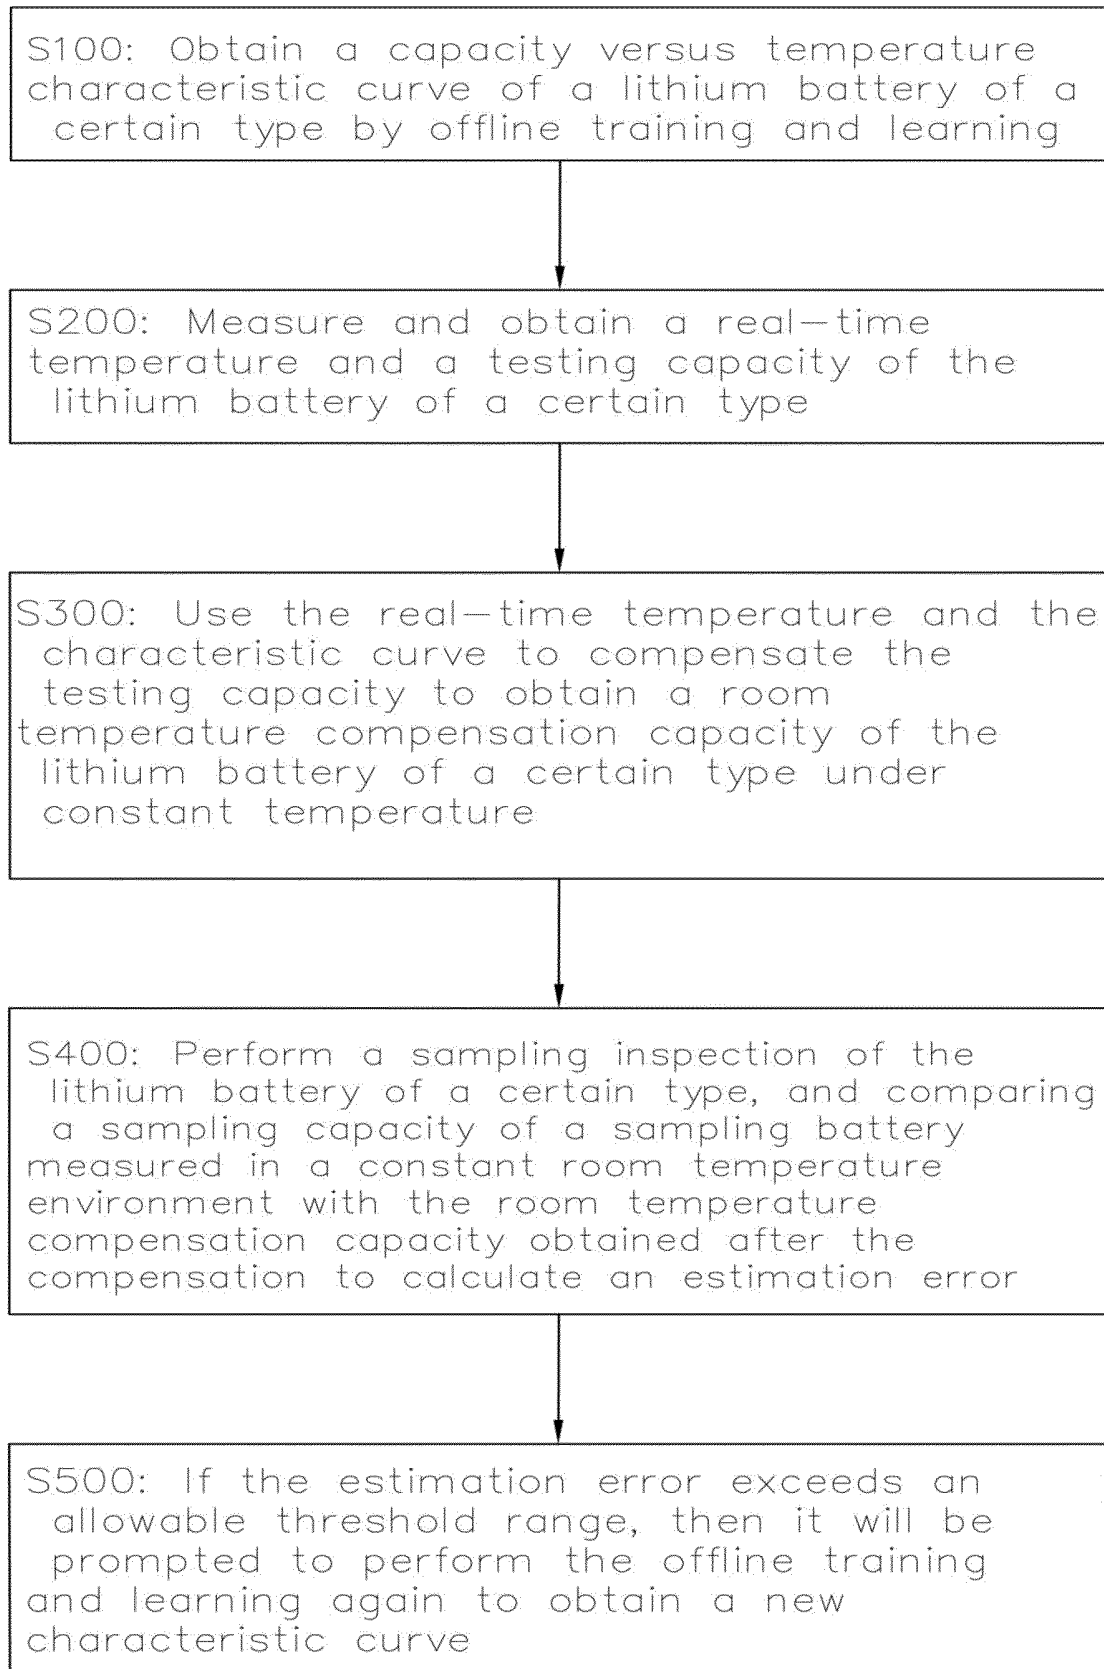 S100: Obtain a capacity versus temperature
characteristic curve of a lithium battery of a
certain type by offline training and learning
S200: Measure and obtain a real-time
temperature and a testing capacity of the
lithium battery of a certain type
S300: Use the real-time temperature and the
characteristic curve to compensate the
testing capacity to obtain a room
temperature compensation capacity of the
lithium battery of a certain type under
constant temperature
S400: Perform a sampling inspection of the
lithium battery of a certain type, and comparing
a sampling capacity of a sampling battery
measured in a constant room temperature
environment with the room temperature
compensation capacity obtained after the
compensation to calculate an estimation error
S500: If the estimation error exceeds an
allowable threshold range, then it will be
prompted to perform the offline training
and learning again to obtain a new
characteristic curve